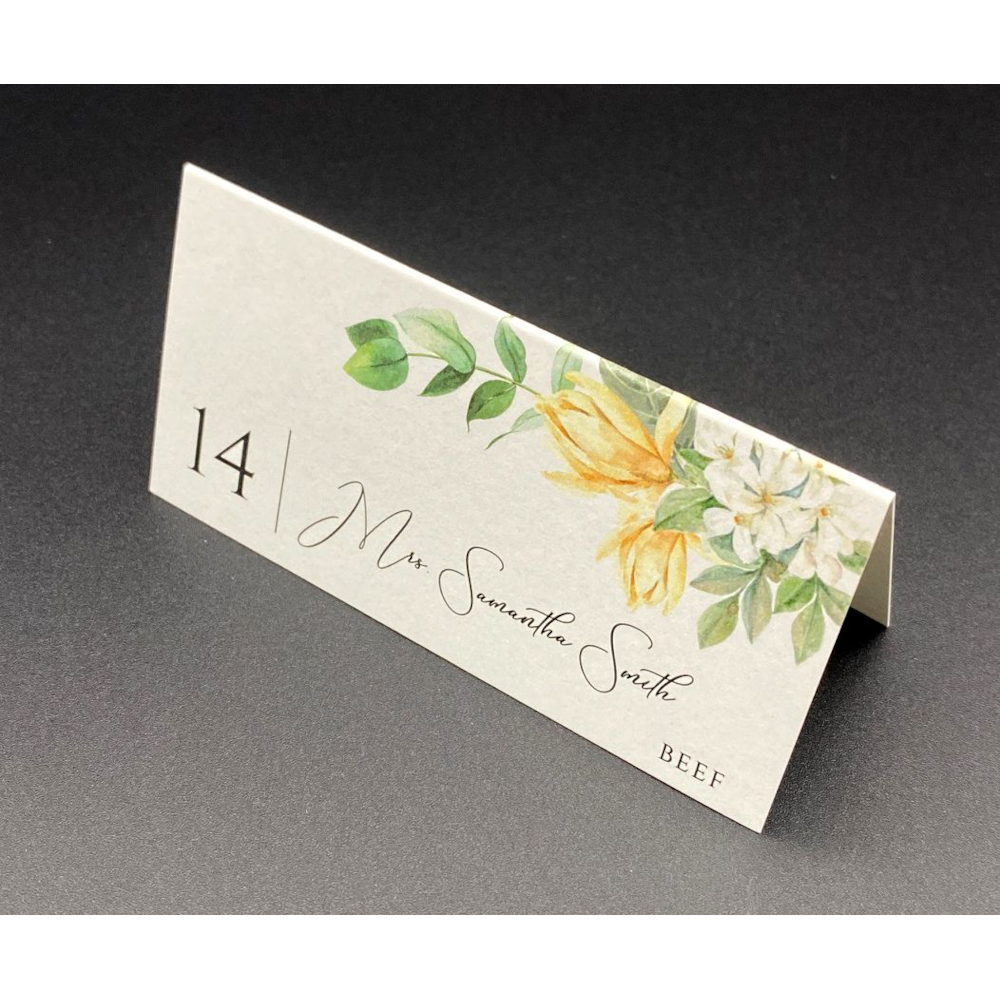 14
Mrs. Samantha Smith
BEEF